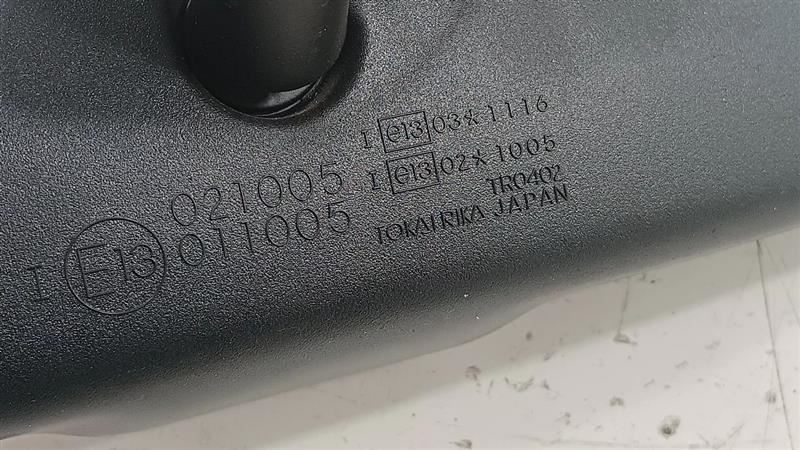 I e13 03*1116
I e13 02*1005
TR0402
TOKAIRIKA JAPAN
021005
I E13 011005